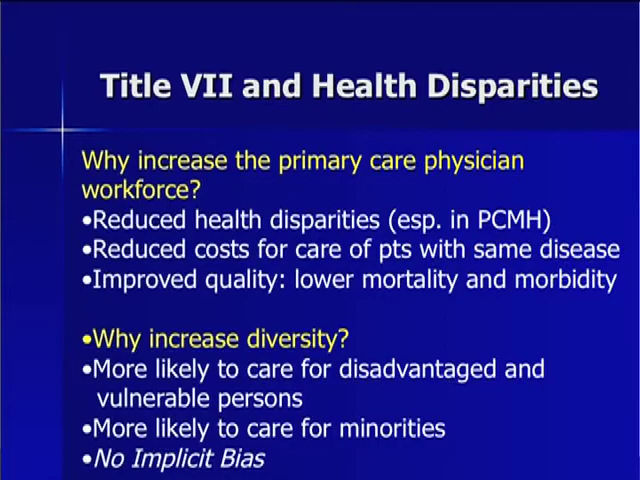 Title VII and Health Disparities
Why increase the primary care physician
workforce?
•Reduced health disparities (esp. in PCMH)
•Reduced costs for care of pts with same disease
•Improved quality: lower mortality and morbidity
•Why increase diversity?
•More likely to care for disadvantaged and
vulnerable persons
•More likely to care for minorities
•No Implicit Bias